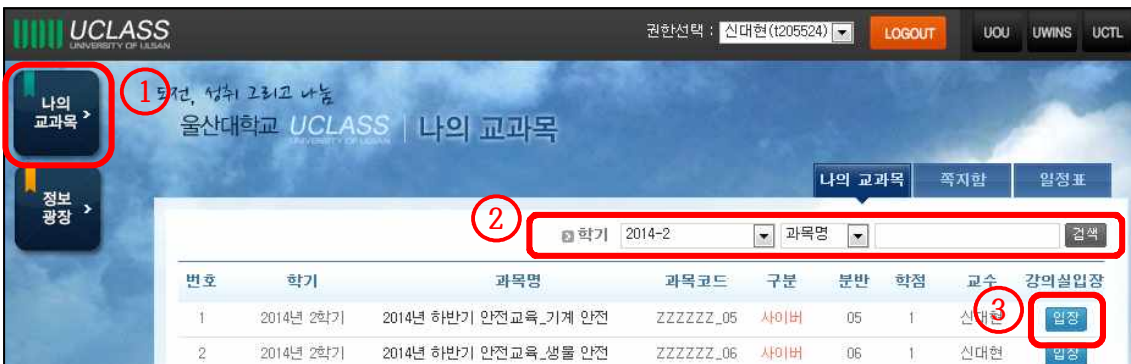 UCLASS
UNIVERSITY OF ULSAN
권한선택 : 신대현(t205524) LOGOUT UOU UWINS UCTL
나의
교과목
①
도전, 성취 그리고 나눔
울산대학교 UCLASS | 나의 교과목
UNIVERSITY OF ULSAN
정보
광장
나의 교과목 쪽지함 일정표
②
학기 2014-2 과목명 검색
번호 학기 과목명 과목코드 구분 분반 학점 교수 강의실입장
1 2014년 2학기 2014년 하반기 안전교육_기계 안전 ZZZZZZ_05 사이버 05 1 신대현 ③ 입장
2 2014년 2학기 2014년 하반기 안전교육_생물 안전 ZZZZZZ_06 사이버 06 1 신대현 입장